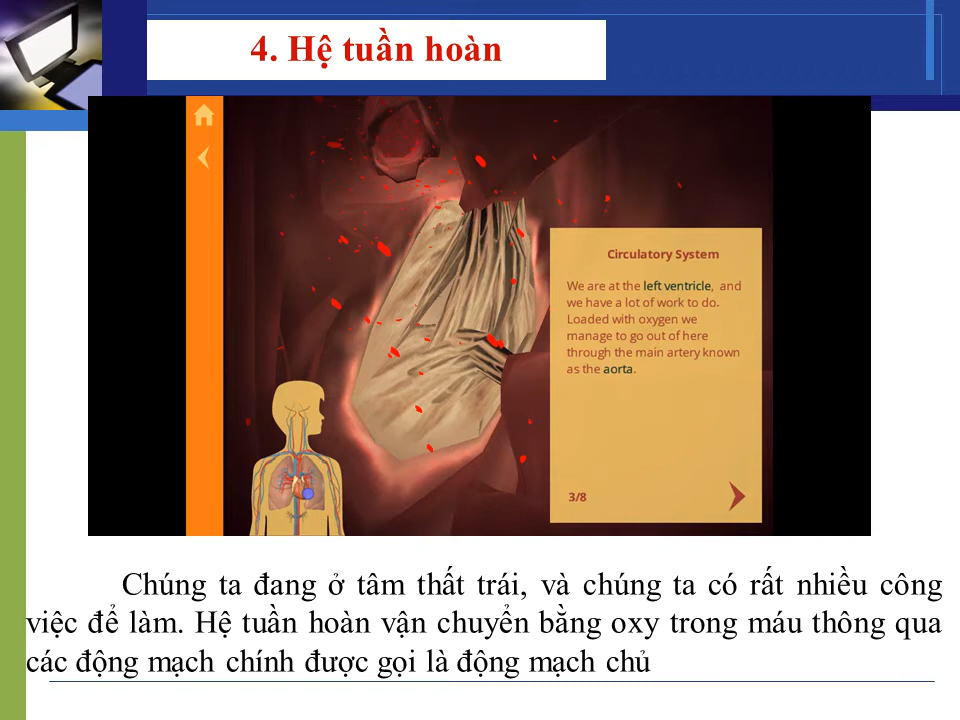 4. Hệ tuần hoàn
Circulatory System
We are at the left ventricle, and
we have a lot of work to do.
Loaded with oxygen we
manage to go out of here
through the main artery known
as the aorta.
3/8
Chúng ta đang ở tâm thất trái, và chúng ta có rất nhiều công
việc để làm. Hệ tuần hoàn vận chuyển bằng oxy trong máu thông qua
các động mạch chính được gọi là động mạch chủ